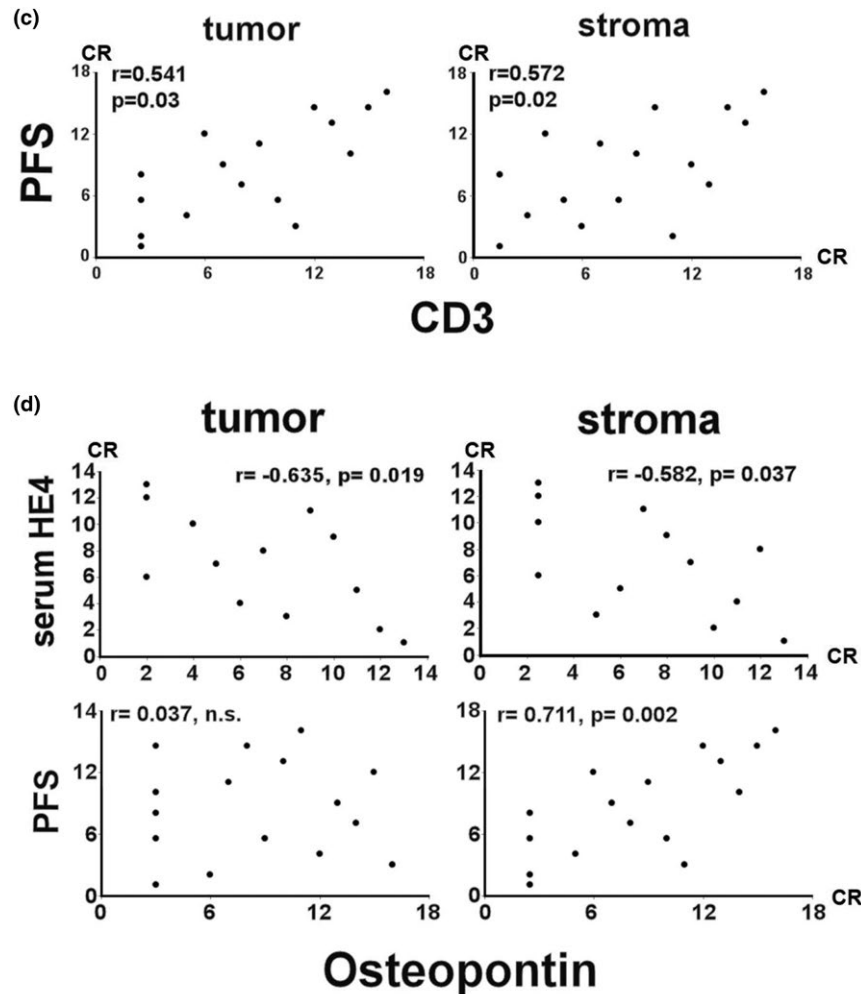 (c)
tumor
stroma
CR
CR
r=0.541
p=0.03
r=0.572
p=0.02
PFS
18
12
6
0
18
12
6
0
0 6 12 18
0 6 12 18
CR
CD3
(d)
tumor
stroma
CR
CR
r= -0.635, p= 0.019
r= -0.582, p= 0.037
serum HE4
14
12
10
8
6
4
2
0
14
12
10
8
6
4
2
0
0 2 4 6 8 10 12 14
0 2 4 6 8 10 12 14
CR
r= 0.037, n.s.
r= 0.711, p= 0.002
PFS
14
12
6
0
18
12
6
0
0 6 12 18
0 6 12 18
CR
Osteopontin